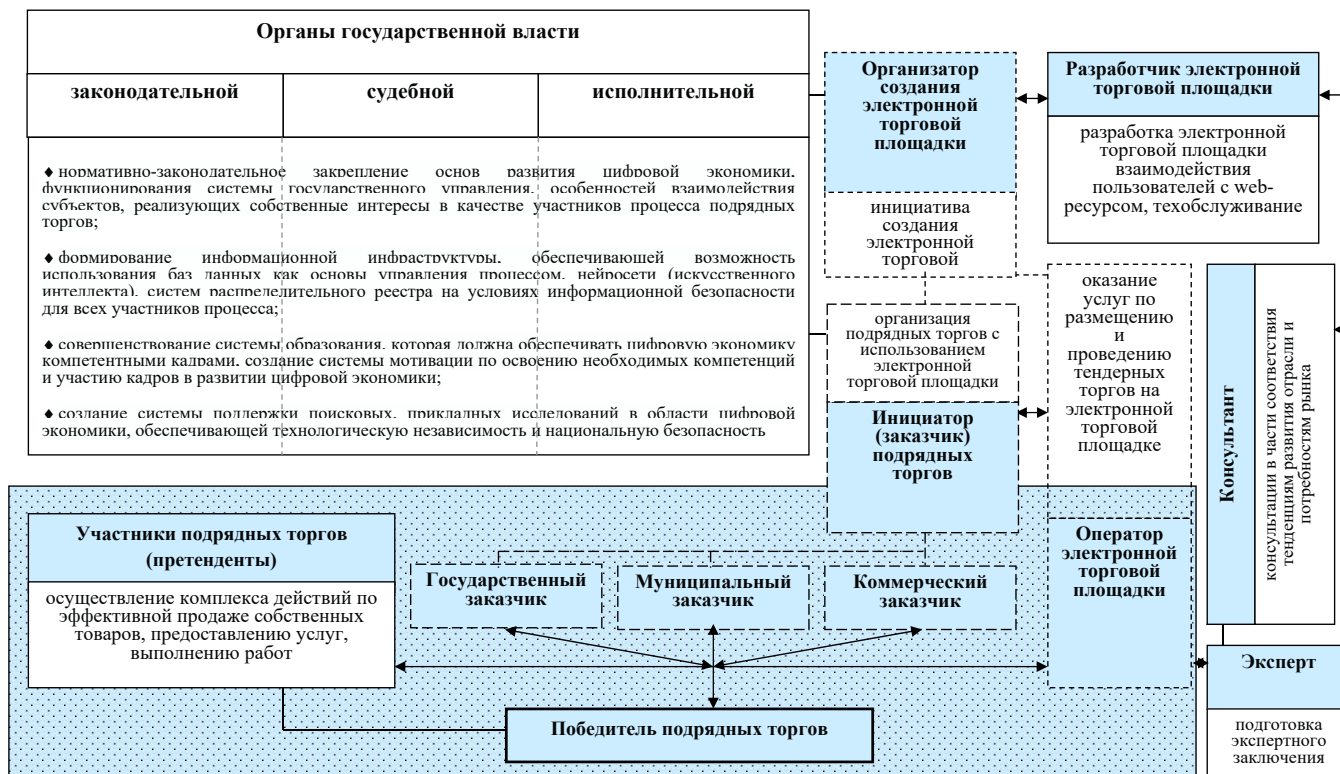 Органы государственной власти
законодательной
судебной
исполнительной
♦ нормативно-законодательное закрепление основ развития цифровой экономики,
функционирования системы государственного управления, особенностей взаимодействия
субъектов, реализующих собственные интересы в качестве участников процесса подрядных
торгов;
♦ формирование информационной инфраструктуры, обеспечивающей возможность
использования баз данных как основы управления процессом, нейросети (искусственного
интеллекта), систем распределительного реестра на условиях информационной безопасности
для всех участников процесса;
♦ совершенствование системы образования, которая должна обеспечивать цифровую экономику
компетентными кадрами, создание системы мотивации по освоению необходимых компетенций
и участию кадров в развитии цифровой экономики;
♦ создание системы поддержки поисковых, прикладных исследований в области цифровой
экономики, обеспечивающей технологическую независимость и национальную безопасность
Организатор
создания
электронной
торговой
площадки
инициатива
создания
электронной
торговой
Разработчик электронной
торговой площадки
разработка электронной
торговой площадки
взаимодействия
пользователей с web-
ресурсом, техобслуживание
организация
подрядных торгов с
использованием
электронной
торговой площадки
Инициатор
(заказчик)
подрядных
торгов
оказание
услуг по
размещению
и
проведению
тендерных
торгов на
электронной
торговой
площадке
Оператор
электронной
торговой
площадки
Консультант
консультации в части соответствия
тенденциям развития отрасли и
потребностям рынка
Эксперт
подготовка
экспертного
заключения
Участники подрядных торгов
(претенденты)
осуществление комплекса действий по
эффективной продаже собственных
товаров, предоставлению услуг,
выполнению работ
Государственный
заказчик
Муниципальный
заказчик
Коммерческий
заказчик
Победитель подрядных торгов